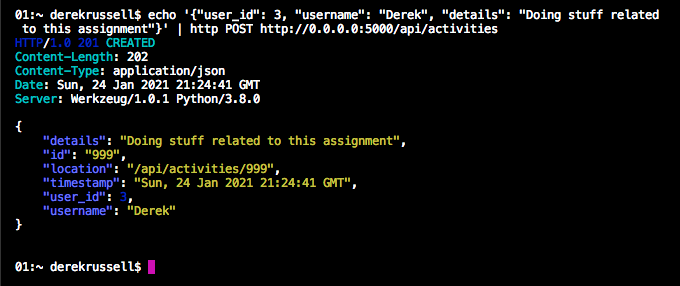 01:~ derekrussell$ echo '{"user_id": 3, "username": "Derek", "details": "Doing stuff related
 to this assignment"}' | http POST http://0.0.0.0:5000/api/activities
HTTP/1.0 201 CREATED
Content-Length: 202
Content-Type: application/json
Date: Sun, 24 Jan 2021 21:24:41 GMT
Server: Werkzeug/1.0.1 Python/3.8.0

{
    "details": "Doing stuff related to this assignment",
    "id": "999",
    "location": "/api/activities/999",
    "timestamp": "Sun, 24 Jan 2021 21:24:41 GMT",
    "user_id": 3,
    "username": "Derek"
}

01:~ derekrussell$